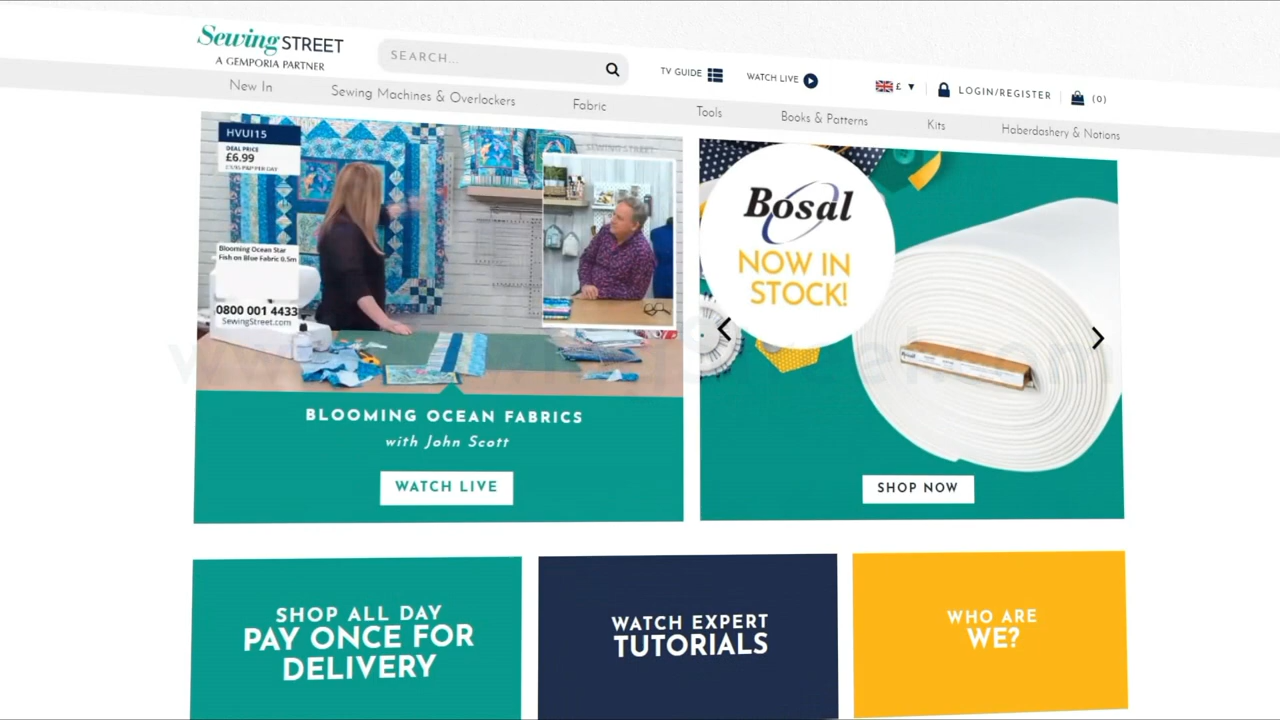 Sewing STREET
A GEMPORIA PARTNER
SEARCH...
TV GUIDE
WATCH LIVE
£
LOGIN/REGISTER
(0)
New In
Sewing Machines & Overlockers
Fabric
Tools
Books & Patterns
Kits
Haberdashery & Notions
HVUI15
DEAL PRICE
£6.99
SEWING STREET
Blooming Ocean Star
Fish on Blue Fabric 0.5m
0800 001 4433
SewingStreet.com
BLOOMING OCEAN FABRICS
with John Scott
WATCH LIVE
Bosal
NOW IN
STOCK!
SHOP NOW
SHOP ALL DAY
PAY ONCE FOR
DELIVERY
WATCH EXPERT
TUTORIALS
WHO ARE
WE?